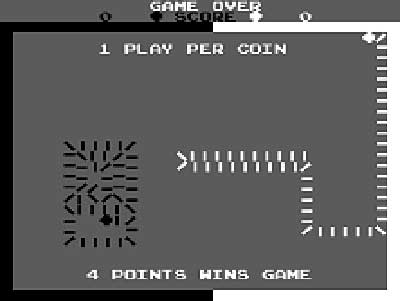 GAME OVER
0 SCORE 0
1 PLAY PER COIN
4 POINTS WINS GAME